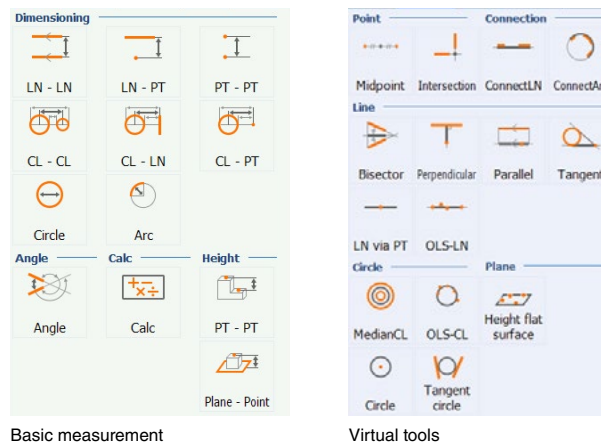 Dimensioning
LN - LN LN - PT PT - PT
CL - CL CL - LN CL - PT
Circle Arc
Angle Calc Height
Angle Calc PT - PT
Plane - Point
Basic measurement
Point Connection
Midpoint Intersection ConnectLN ConnectAr
Line
Bisector Perpendicular Parallel Tangent
LN via PT OLS-LN
Circle Plane
MedianCL OLS-CL Height flat
surface
Circle Tangent
circle
Virtual tools